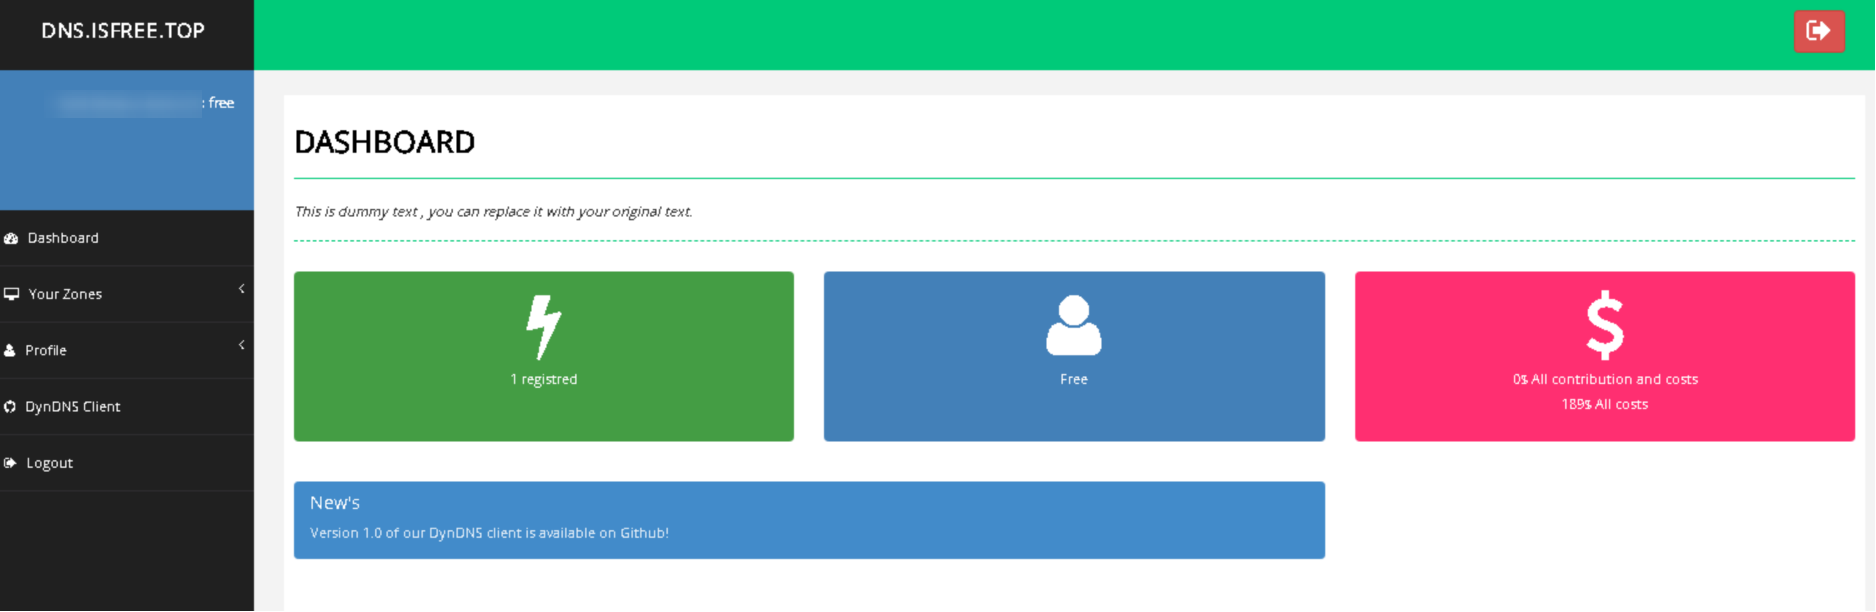 DNS.ISFREE.TOP
: free
Dashboard
Your Zones
Profile
DynDNS Client
Logout
DASHBOARD
This is dummy text , you can replace it with your original text.
1 registred
Free
0$ All contribution and costs
189$ All costs
New's
Version 1.0 of our DynDNS client is available on Github!